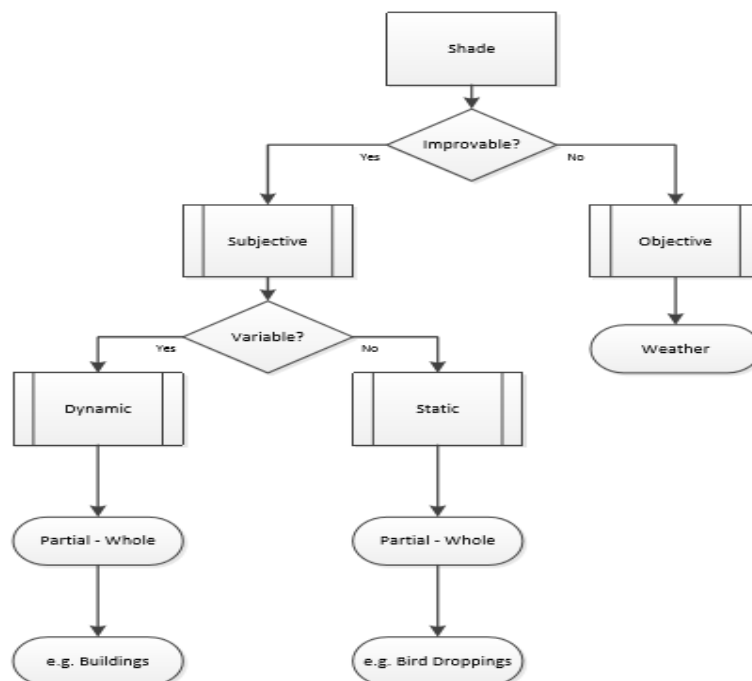 Shade
Improvable?
Yes
No
Subjective
Objective
Variable?
Weather
Yes
No
Dynamic
Static
Partial - Whole
Partial - Whole
e.g. Buildings
e.g. Bird Droppings